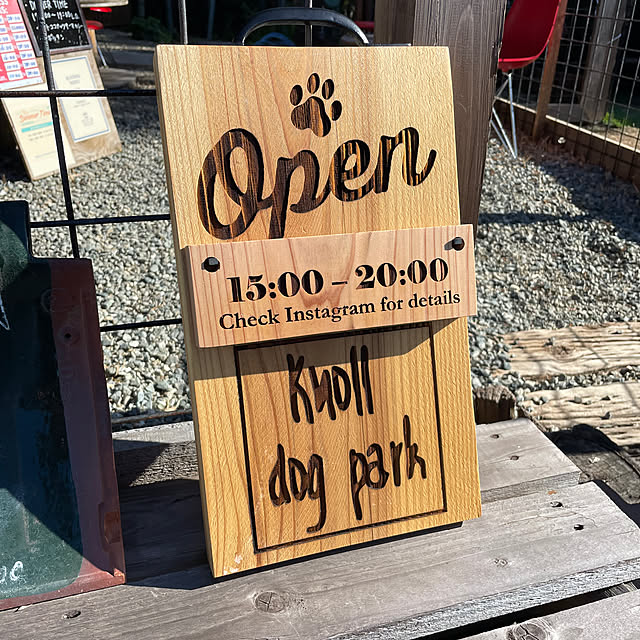 Open
15:00 – 20:00
Check Instagram for details
Knoll
dog park